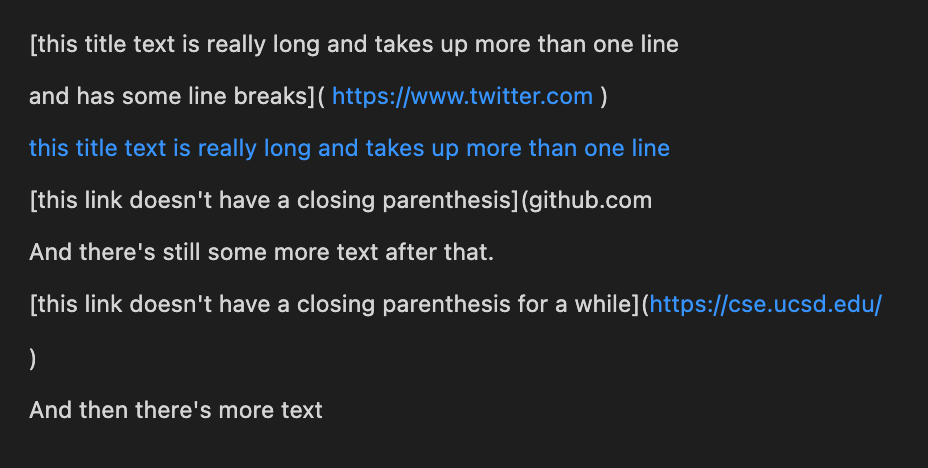 [this title text is really long and takes up more than one line
and has some line breaks]( https://www.twitter.com )
this title text is really long and takes up more than one line
[this link doesn't have a closing parenthesis](github.com
And there's still some more text after that.
[this link doesn't have a closing parenthesis for a while](https://cse.ucsd.edu/
)
And then there's more text